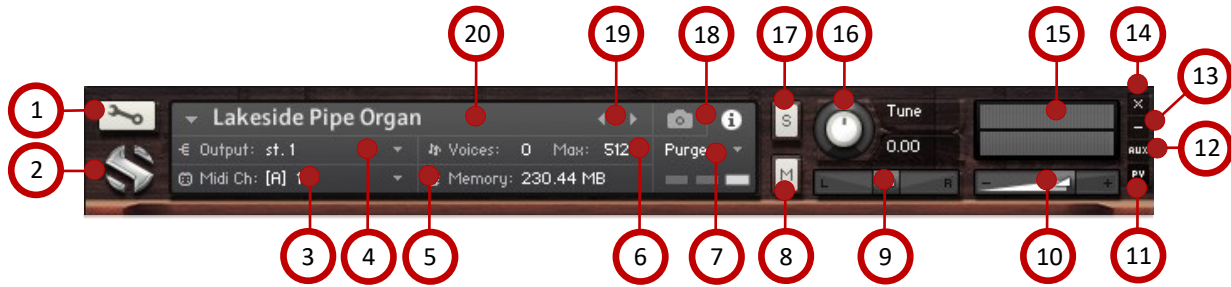 20 19 18 17 16 15 14
13
1 Lakeside Pipe Organ i S Tune ×
−
Output: st.1 Voices: 0 Max: 512 Purge 0.00 AUX 12
2 Midi Ch: [A] Memory: 230.44 MB M L R − + PV
3 4 5 6 7 8 9 10 11